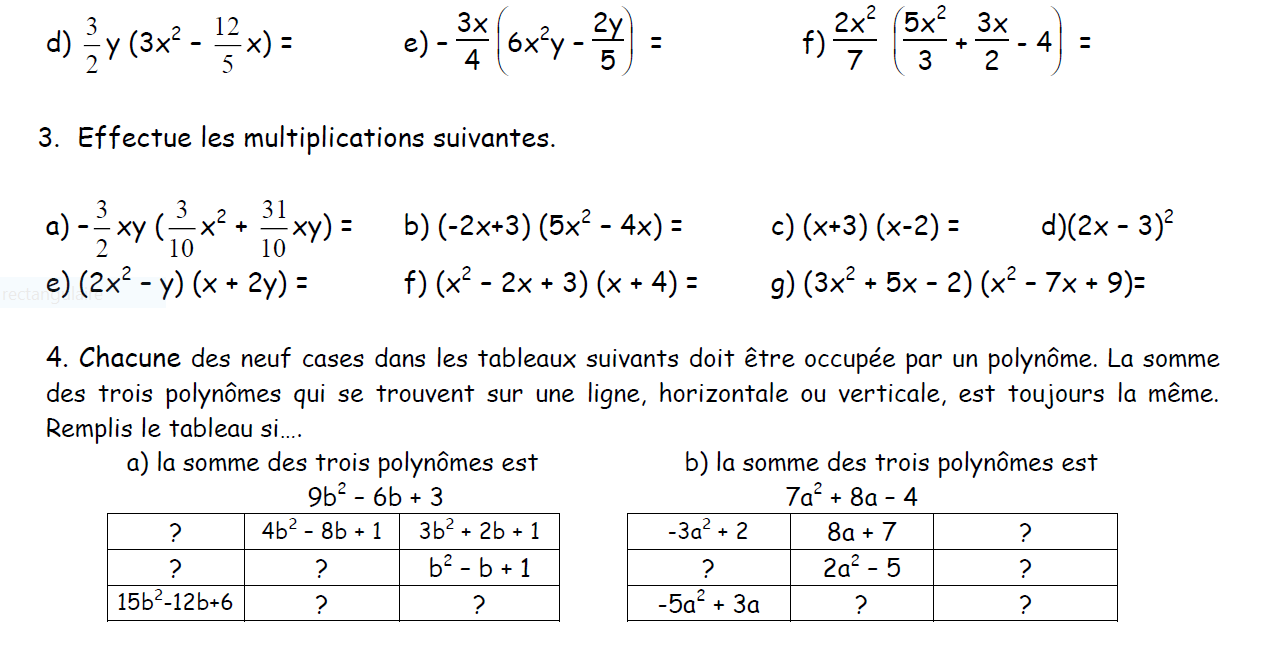 d) 3/2 y (3x² - 12/5 x) = e) - 3x/4 (6x²y - 2y/5) = f) 2x²/7 (5x²/3 + 3x/2 - 4) =
3. Effectue les multiplications suivantes.
a) - 3/2 xy (3/10 x² + 31/10 xy) = b) (-2x+3) (5x² - 4x) = c) (x+3) (x-2) = d)(2x - 3)²
rectangulaire
e) (2x² - y) (x + 2y) = f) (x² - 2x + 3) (x + 4) = g) (3x² + 5x - 2) (x² - 7x + 9)=
4. Chacune des neuf cases dans les tableaux suivants doit être occupée par un polynôme. La somme
des trois polynômes qui se trouvent sur une ligne, horizontale ou verticale, est toujours la même.
Remplis le tableau si....
a) la somme des trois polynômes est
9b² - 6b + 3
? 4b² - 8b + 1 3b² + 2b + 1
? ? b² - b + 1
15b²-12b+6 ? ?
b) la somme des trois polynômes est
7a² + 8a - 4
-3a² + 2 8a + 7 ?
? 2a² - 5 ?
-5a² + 3a ? ?